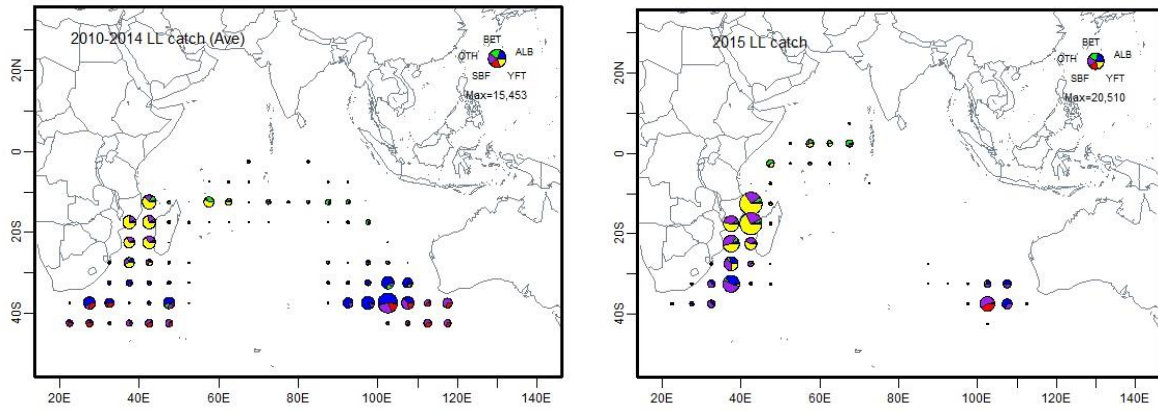 2010-2014 LL catch (Ave)
BET
OTH ALB
SBF YFT
Max=15,453
20N
0
20S
40S
20E 40E 60E 80E 100E 120E 140E
2015 LL catch
BET
OTH ALB
SBF YFT
Max=20,510
20N
0
20S
40S
20E 40E 60E 80E 100E 120E 140E